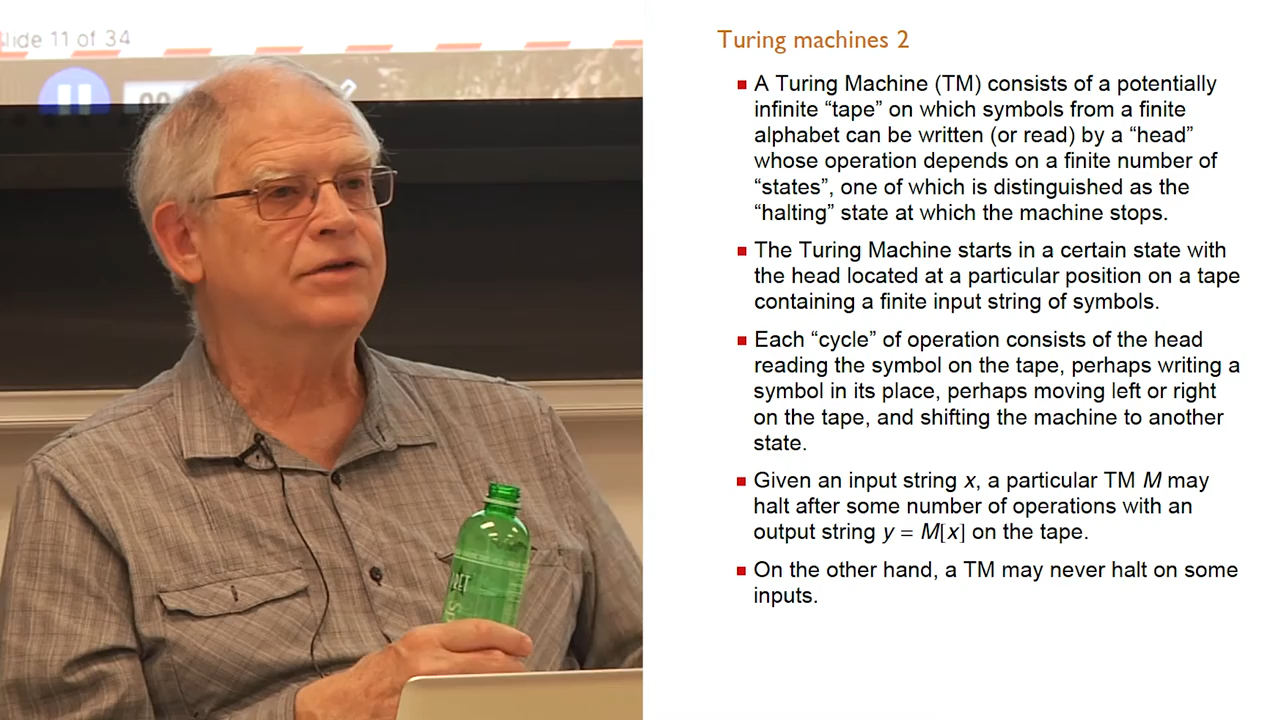 lide 11 of 34
Turing machines 2
A Turing Machine (TM) consists of a potentially
infinite “tape” on which symbols from a finite
alphabet can be written (or read) by a “head”
whose operation depends on a finite number of
“states”, one of which is distinguished as the
“halting” state at which the machine stops.
The Turing Machine starts in a certain state with
the head located at a particular position on a tape
containing a finite input string of symbols.
Each “cycle” of operation consists of the head
reading the symbol on the tape, perhaps writing a
symbol in its place, perhaps moving left or right
on the tape, and shifting the machine to another
state.
Given an input string x, a particular TM M may
halt after some number of operations with an
output string y = M[x] on the tape.
On the other hand, a TM may never halt on some
inputs.